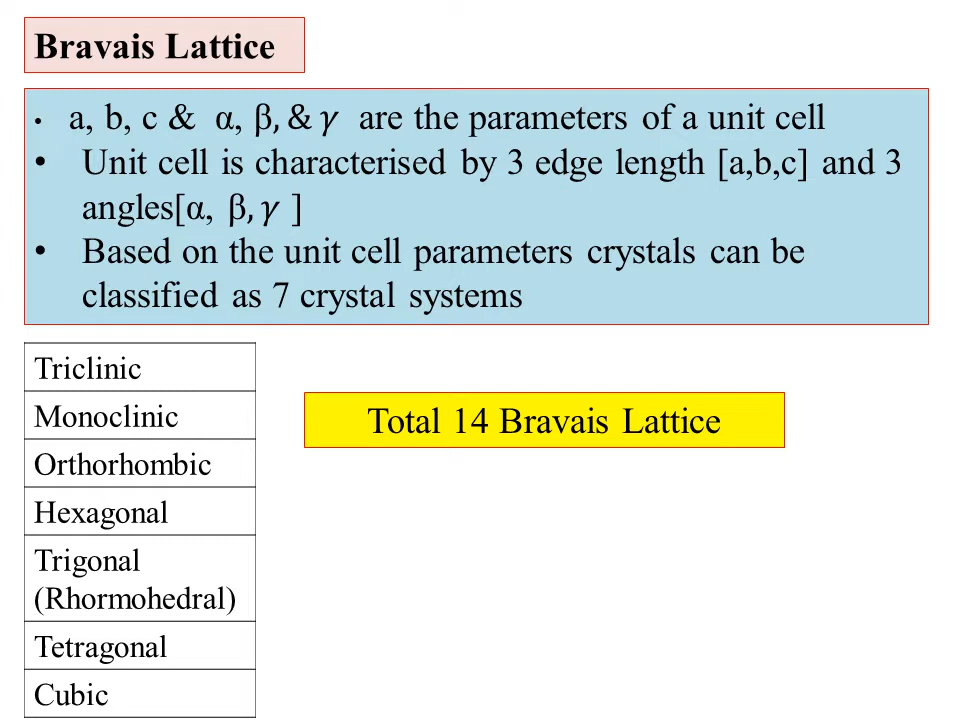 Bravais Lattice
• a, b, c & α, β, & γ are the parameters of a unit cell
• Unit cell is characterised by 3 edge length [a,b,c] and 3
angles[α, β, γ ]
• Based on the unit cell parameters crystals can be
classified as 7 crystal systems
Triclinic
Monoclinic
Orthorhombic
Hexagonal
Trigonal
(Rhormohedral)
Tetragonal
Cubic
Total 14 Bravais Lattice